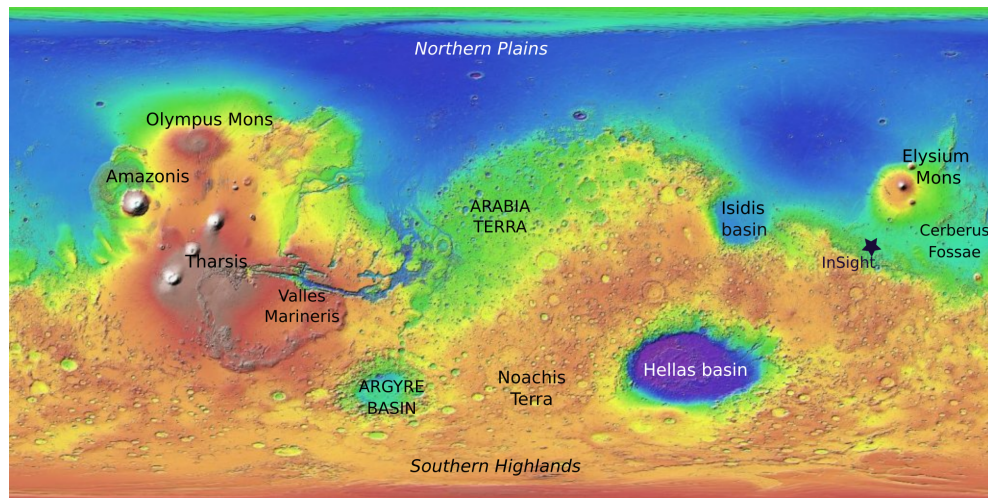 Northern Plains
Olympus Mons
Amazonis
Elysium
Mons
ARABIA
TERRA
Isidis
basin
Cerberus
Fossae
InSight
Tharsis
Valles
Marineris
Hellas basin
ARGYRE
BASIN
Noachis
Terra
Southern Highlands